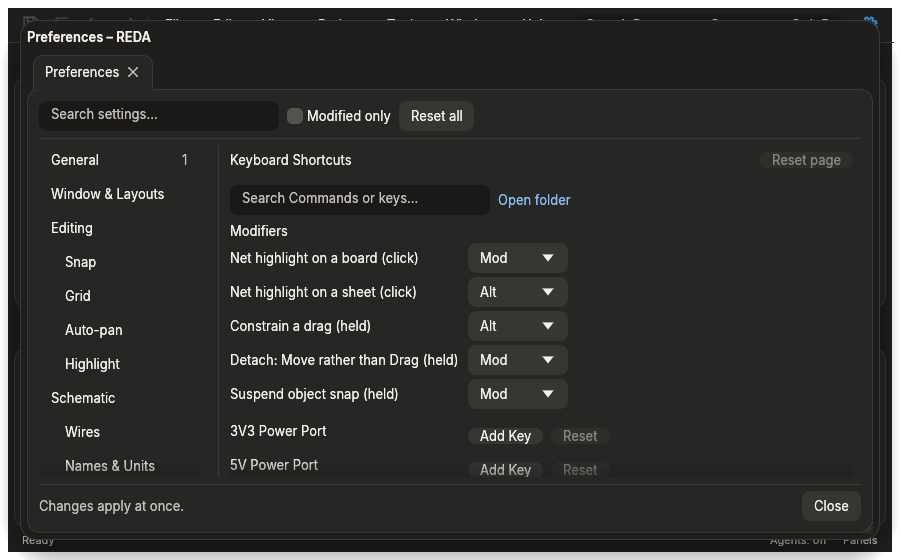 Preferences – REDA
Preferences
Search settings...
Modified only
Reset all
General 1
Window & Layouts
Editing
Snap
Grid
Auto-pan
Highlight
Schematic
Wires
Names & Units
Keyboard Shortcuts
Reset page
Search Commands or keys...
Open folder
Modifiers
Net highlight on a board (click) Mod
Net highlight on a sheet (click) Alt
Constrain a drag (held) Alt
Detach: Move rather than Drag (held) Mod
Suspend object snap (held) Mod
3V3 Power Port Add Key Reset
5V Power Port Add Key Reset
Changes apply at once.
Close
Ready
Agents: off
Panels